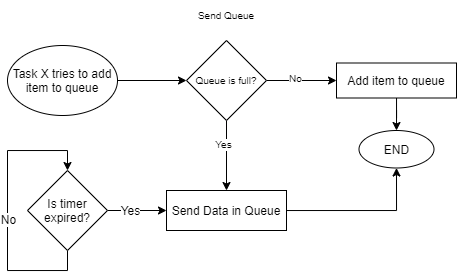 Send Queue
Task X tries to add
item to queue
Queue is full?
No
Add item to queue
Yes
END
Is timer
expired?
Yes
Send Data in Queue
No